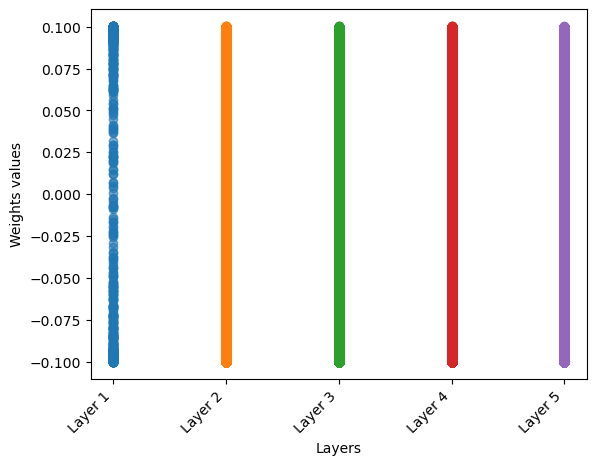 Weights values
0.100
0.075
0.050
0.025
0.000
−0.025
−0.050
−0.075
−0.100
Layer 1
Layer 2
Layer 3
Layer 4
Layer 5
Layers